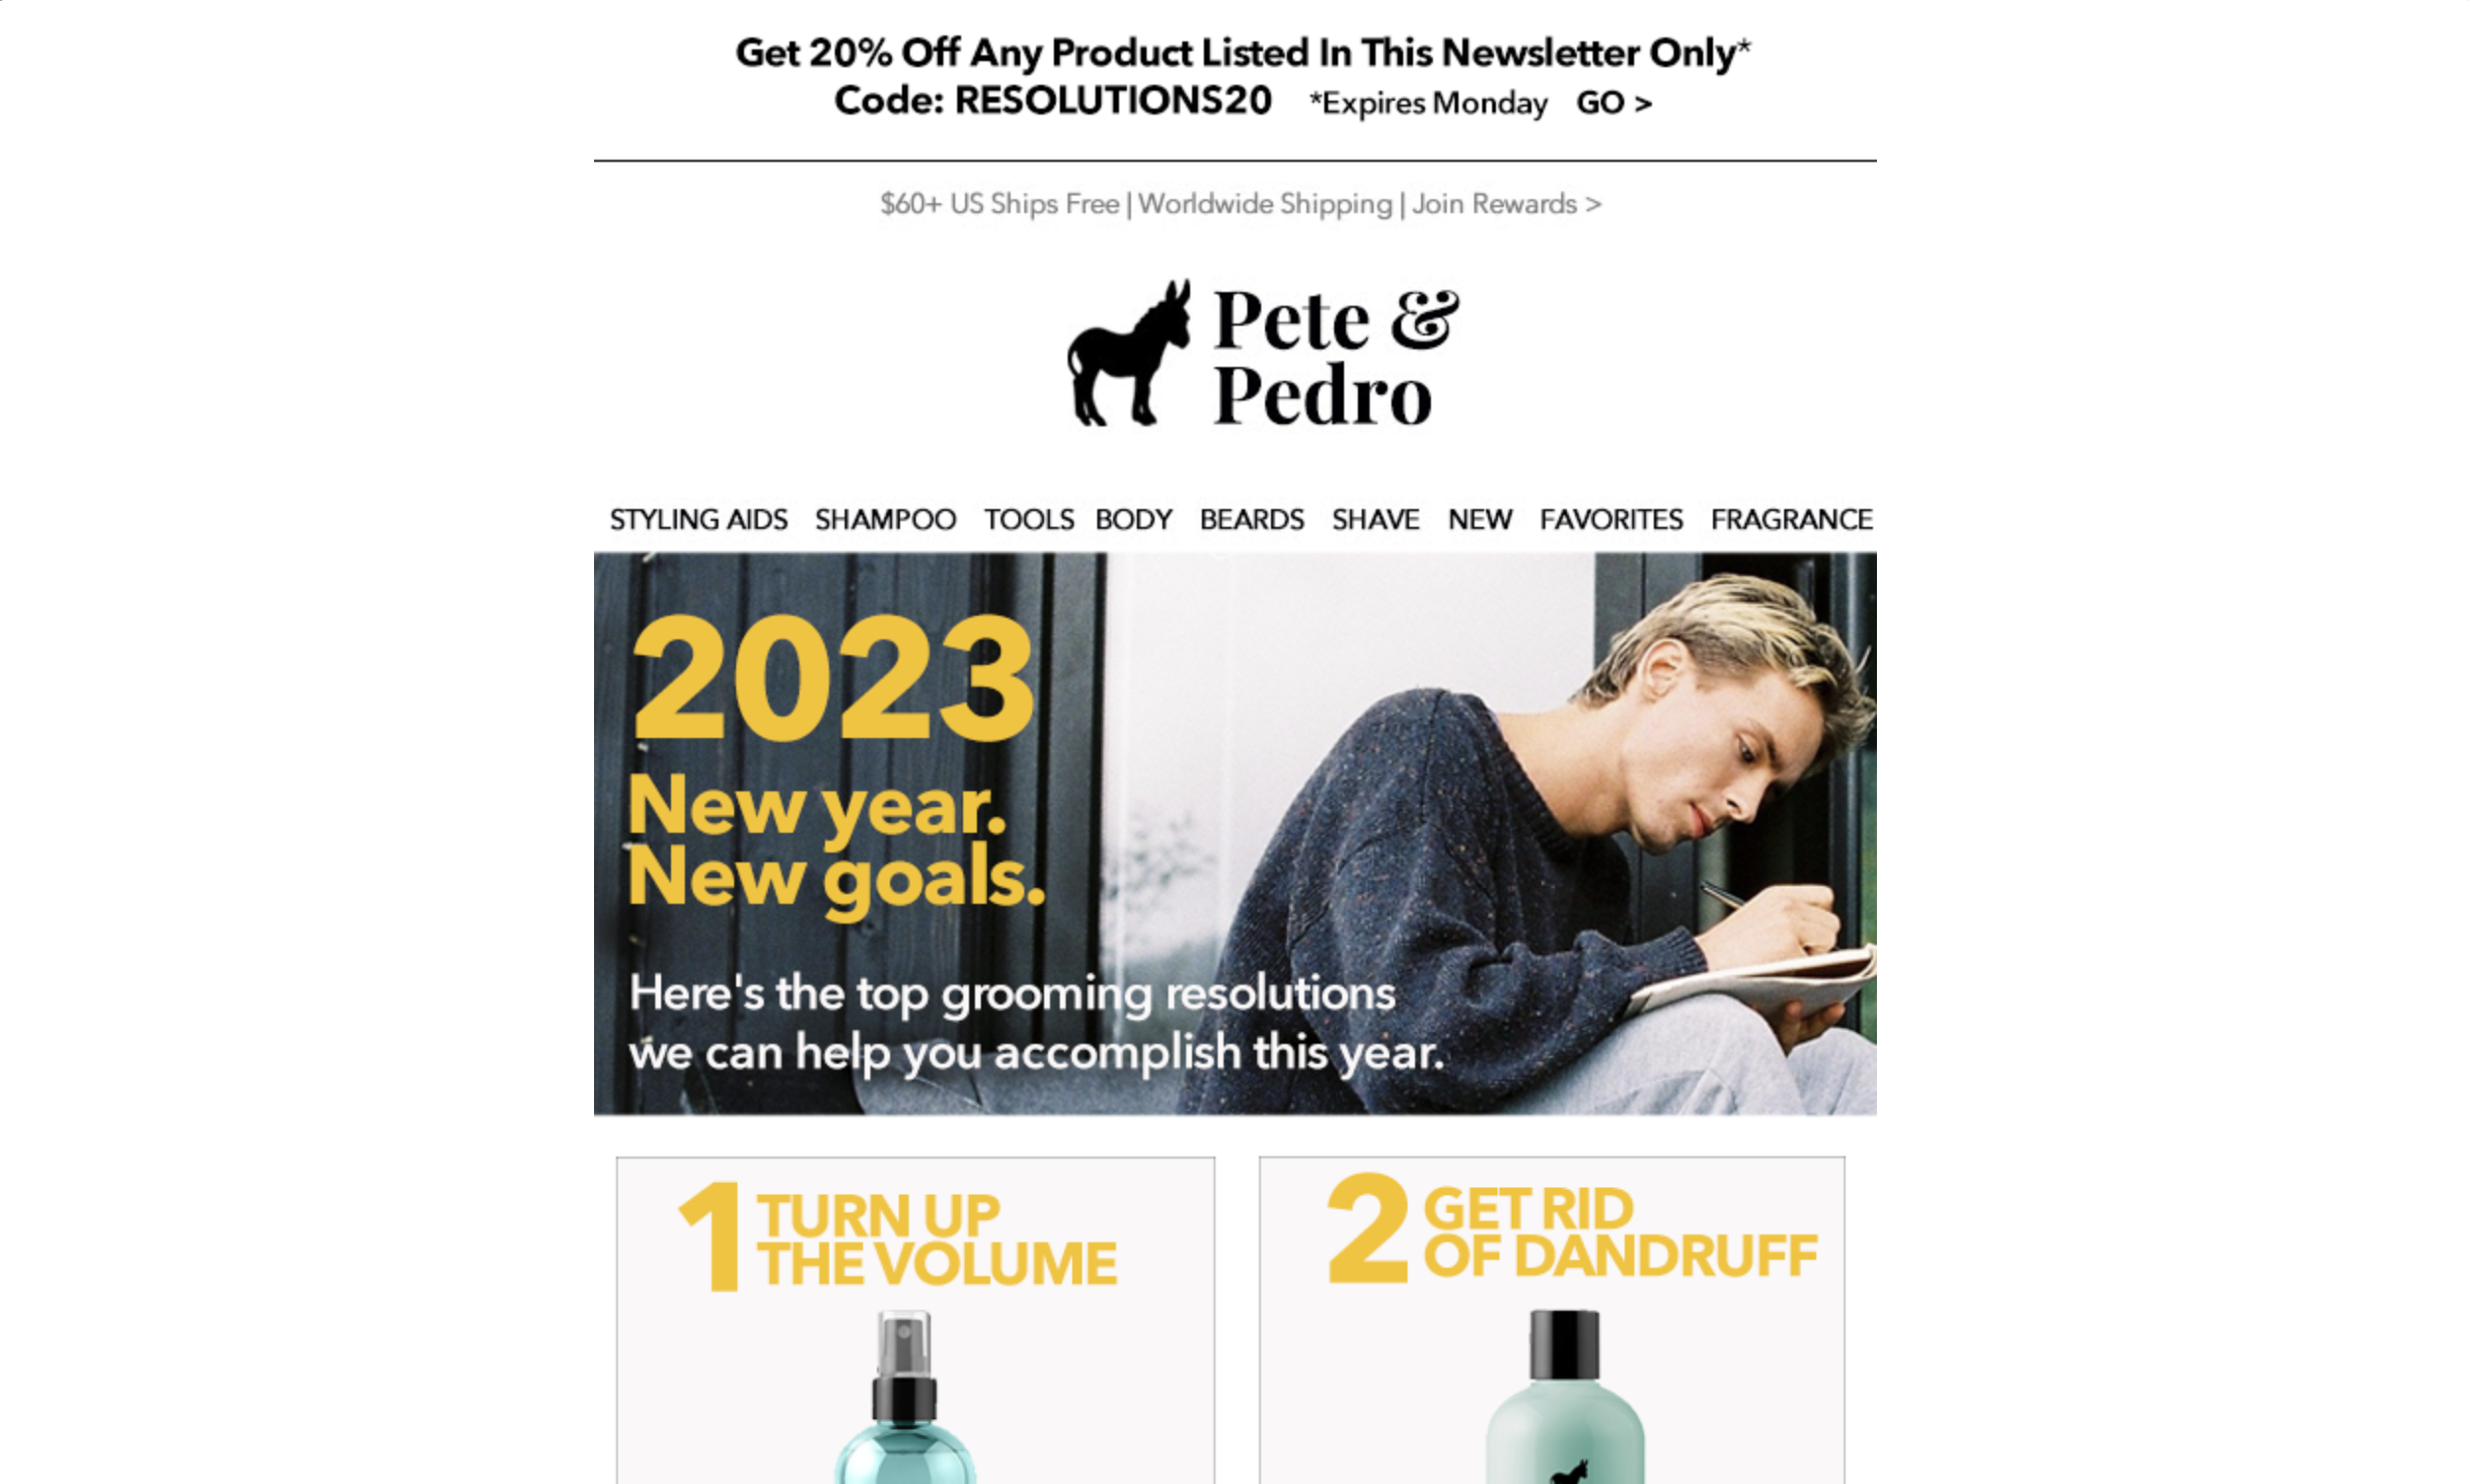 Get 20% Off Any Product Listed In This Newsletter Only*
Code: RESOLUTIONS20 *Expires Monday GO >
$60+ US Ships Free | Worldwide Shipping | Join Rewards >
Pete &
Pedro
STYLING AIDS SHAMPOO TOOLS BODY BEARDS SHAVE NEW FAVORITES FRAGRANCE
2023
New year.
New goals.
Here's the top grooming resolutions
we can help you accomplish this year.
1 TURN UP
THE VOLUME
2 GET RID
OF DANDRUFF